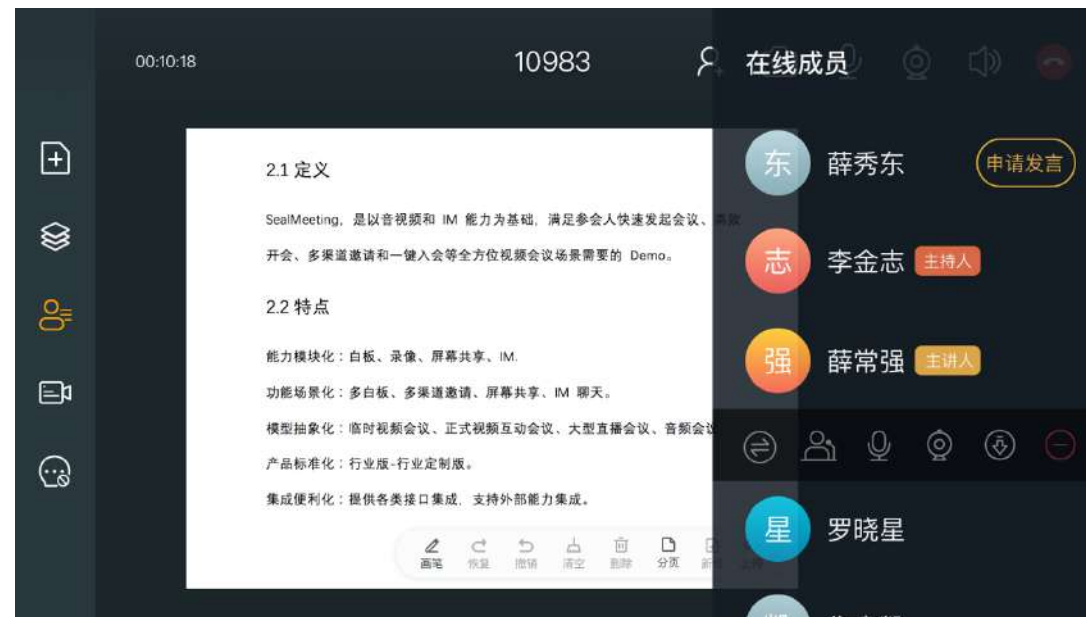 00:10:18
10983
在线成员
2.1 定义
SealMeeting，是以音视频和 IM 能力为基础，满足参会人快速发起会议、高效
开会、多渠道邀请和一键入会等全方位视频会议场景需要的 Demo。
2.2 特点
能力模块化：白板、录像、屏幕共享、IM.
功能场景化：多白板、多渠道邀请、屏幕共享、IM 聊天。
模型抽象化：临时视频会议、正式视频互动会议、大型直播会议、音频会议
产品标准化：行业版-行业定制版。
集成便利化：提供各类接口集成，支持外部能力集成。
画笔 恢复 撤销 清空 删除 分页
东 薛秀东 申请发言
志 李金志 主持人
强 薛常强 主讲人
星 罗晓星